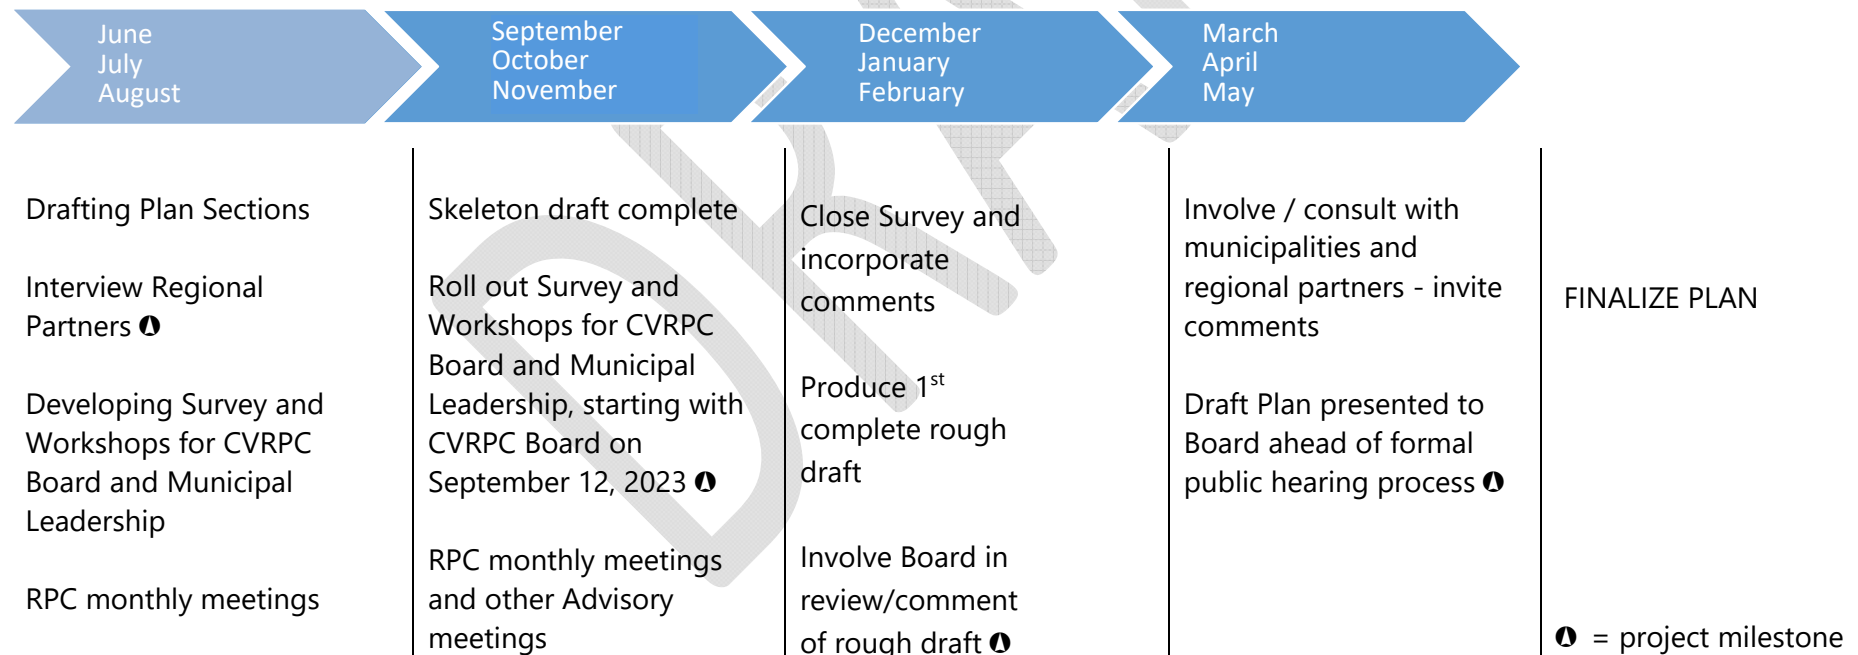 June
July
August
September
October
November
December
January
February
March
April
May
Drafting Plan Sections
Interview Regional
Partners
Developing Survey and
Workshops for CVRPC
Board and Municipal
Leadership
RPC monthly meetings
Skeleton draft complete
Roll out Survey and
Workshops for CVRPC
Board and Municipal
Leadership, starting with
CVRPC Board on
September 12, 2023
RPC monthly meetings
and other Advisory
meetings
Close Survey and
incorporate
comments
Produce 1st
complete rough
draft
Involve Board in
review/comment
of rough draft
Involve / consult with
municipalities and
regional partners - invite
comments
Draft Plan presented to
Board ahead of formal
public hearing process
FINALIZE PLAN
= project milestone